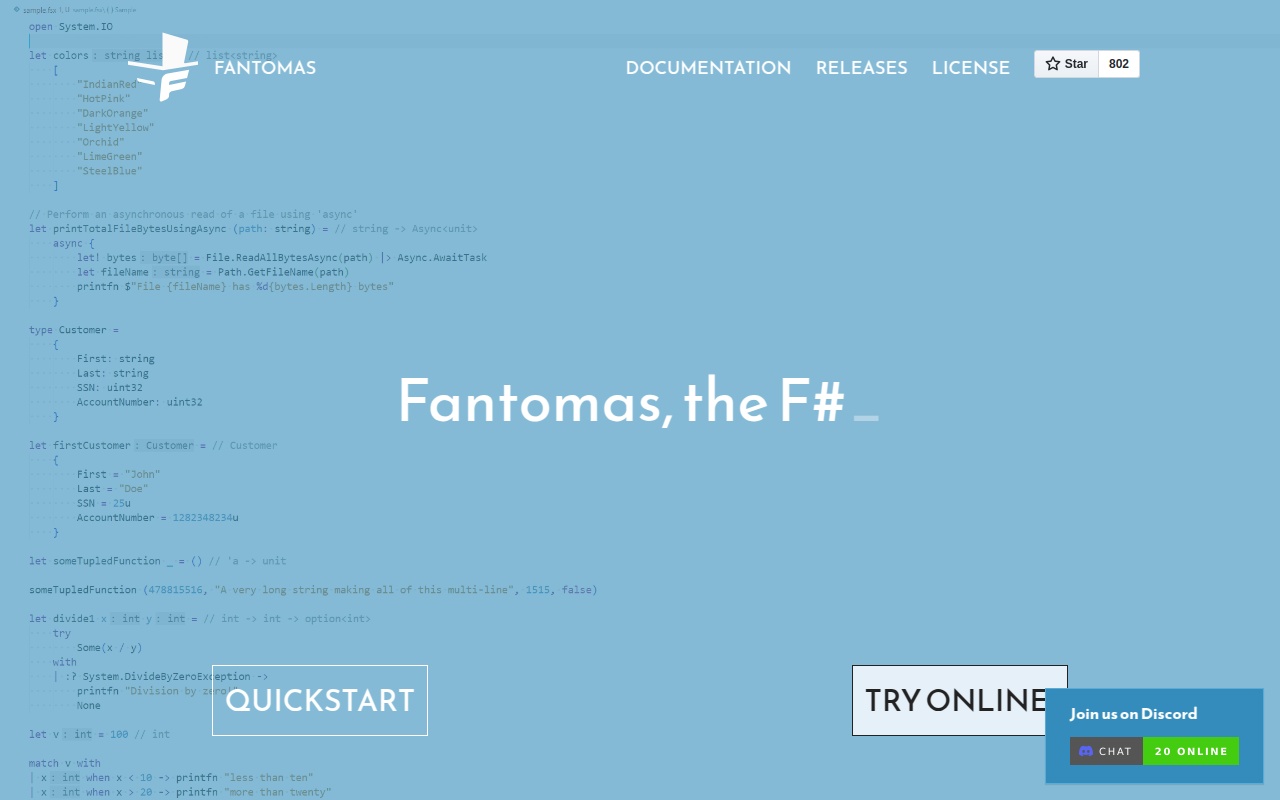 open System.IO
let colors : string lis // list<string>
[
"IndianRed
"HotPink"
"DarkOrange"
"LightYellow"
"Orchid"
"LimeGreen"
"SteelBlue"
]
FANTOMAS
DOCUMENTATION
RELEASES
LICENSE
Star
802
// Perform an asynchronous read of a file using 'async'
let printTotalFileBytesUsingAsync (path: string) = // string -> Async<unit>
async {
let! bytes : byte[] = File.ReadAllBytesAsync(path) |> Async.AwaitTask
let fileName : string = Path.GetFileName(path)
printfn $"File {fileName} has %d{bytes.Length} bytes"
}
type Customer =
{
First: string
Last: string
SSN: uint32
AccountNumber: uint32
}
Fantomas, the F#_
let firstCustomer : Customer = // Customer
{
First = "John"
Last = "Doe"
SSN = 25u
AccountNumber = 1282348234u
}
let someTupledFunction _ = () // 'a -> unit
someTupledFunction (478815516, "A very long string making all of this multi-line", 1515, false)
let divide1 x : int y : int = // int -> int -> option<int>
try
Some(x / y)
with
| :? System.DivideByZeroException ->
printfn "Division by zero!"
None
QUICKSTART
TRY ONLINE
let v : int = 100 // int
match v with
| x : int when x < 10 -> printfn "less than ten"
| x : int when x > 20 -> printfn "more than twenty"
Join us on Discord
CHAT
20 ONLINE